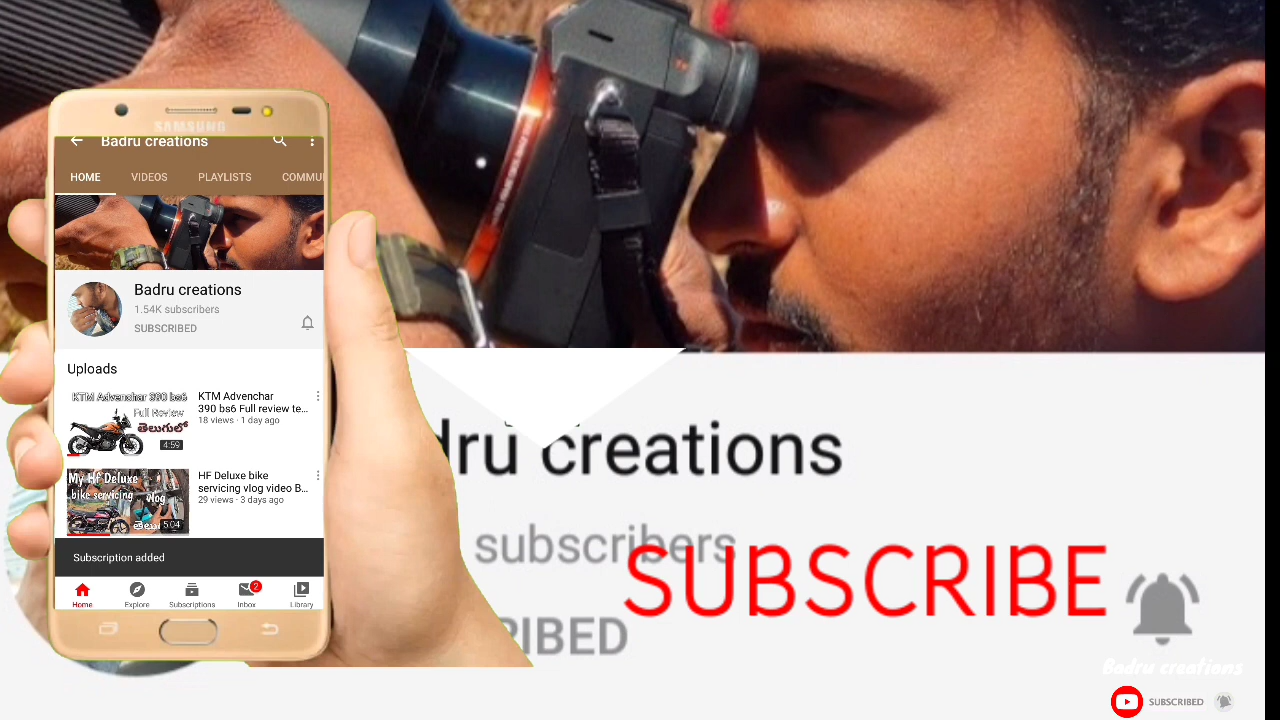 SAMSUNG
Badru creations
HOME VIDEOS PLAYLISTS COMMU
Badru creations
1.54K subscribers
SUBSCRIBED
Uploads
KTM Advenchar 390 bs6
Full Review
తెలుగులో
4:59
KTM Advenchar
390 bs6 Full review te...
18 views · 1 day ago
My HF Deluxe
bike servicing vlog
తెలు
5:04
HF Deluxe bike
servicing vlog video B...
29 views · 3 days ago
Subscription added
2
Home Explore Subscriptions Inbox Library
dru creations
subscribers
RIBED
SUBSCRIBE
Badru creations
SUBSCRIBED